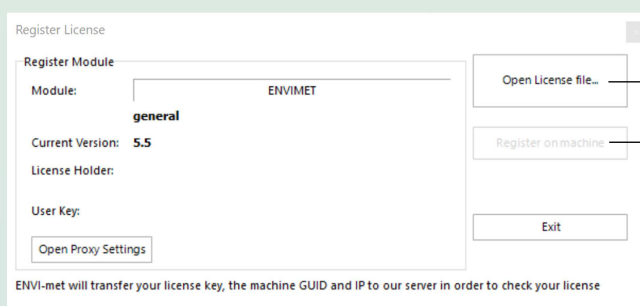 Register License
Register Module
Module: ENVIMET
general
Current Version: 5.5
License Holder:
User Key:
Open Proxy Settings
Open License file...
Register on machine
Exit
ENVI-met will transfer your license key, the machine GUID and IP to our server in order to check your license